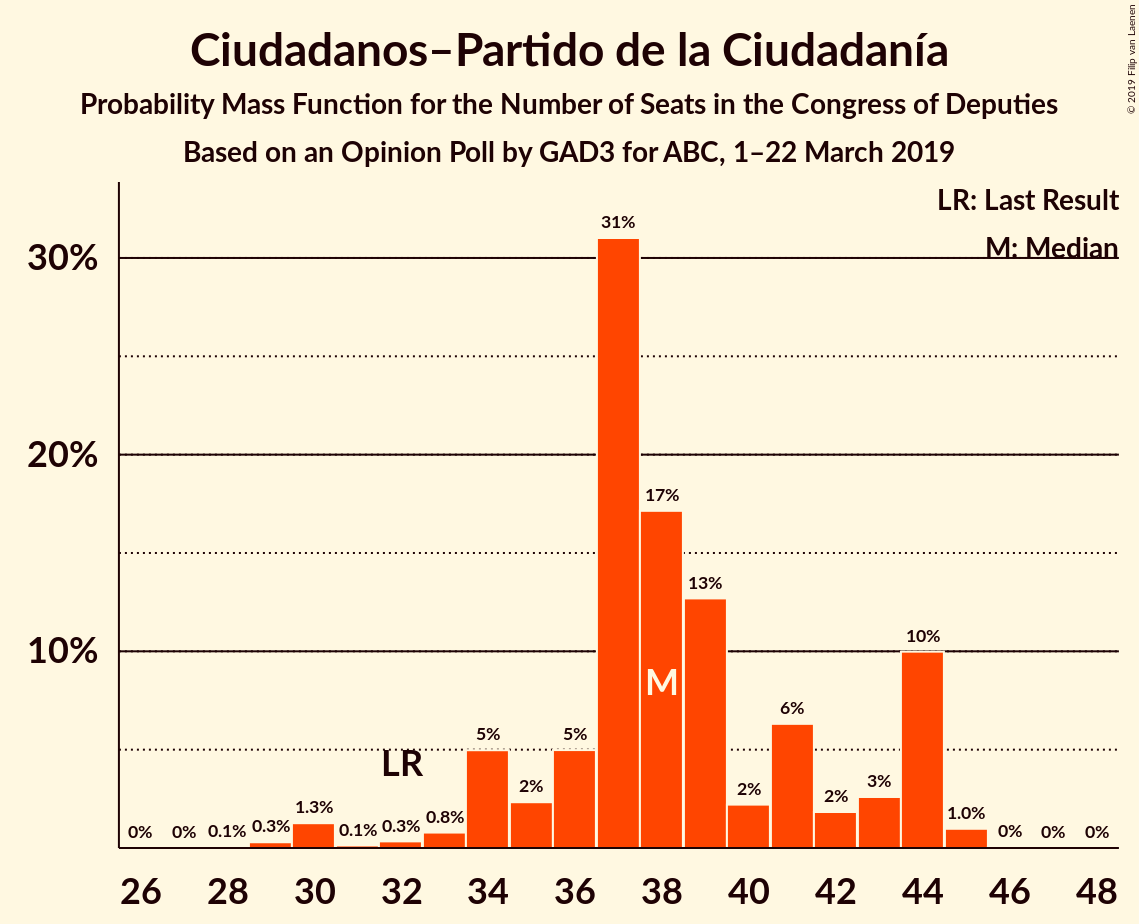 Ciudadanos–Partido de la Ciudadanía
Probability Mass Function for the Number of Seats in the Congress of Deputies
Based on an Opinion Poll by GAD3 for ABC, 1–22 March 2019
© 2019 Filip van Laenen
LR: Last Result
M: Median
30%
20%
10%
0% 0% 0.1% 0.3% 1.3% 0.1% 0.3% 0.8% 5% 2% 5% 31% 17% 13% 2% 6% 2% 3% 10% 1.0% 0% 0% 0%
LR
M
26 28 30 32 34 36 38 40 42 44 46 48